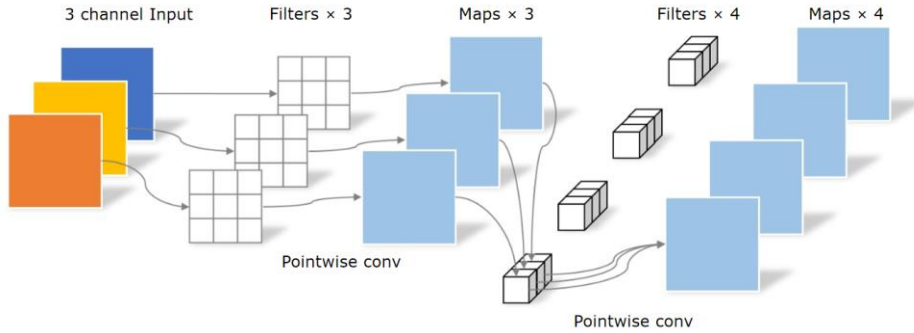 3 channel Input
Filters × 3
Maps × 3
Filters × 4
Maps × 4
Pointwise conv
Pointwise conv